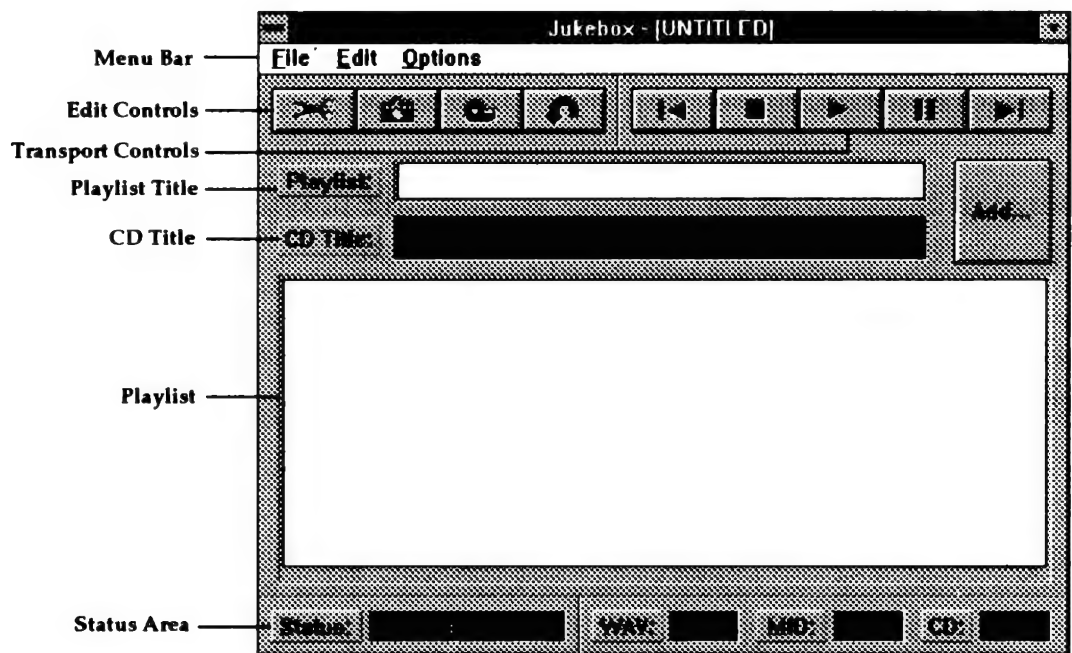 Jukebox - [UNTITLED]
Menu Bar
File Edit Options
Edit Controls
Transport Controls
Playlist Title
Playlist:
Add...
CD Title
CD Title:
Playlist
Status Area
Status:
WAV:
MID:
CD: